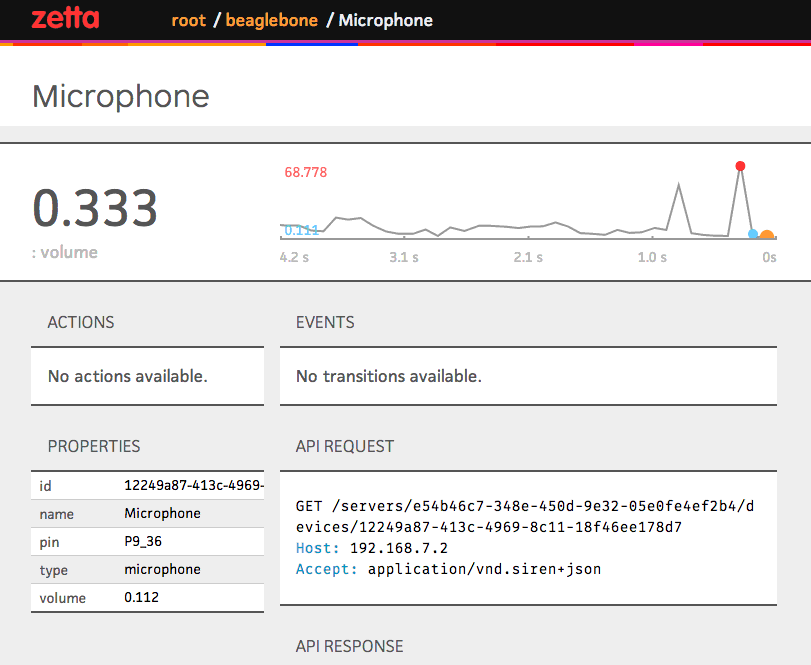 zetta
root / beaglebone / Microphone
Microphone
0.333
: volume
68.778
0.111
4.2 s 3.1 s 2.1 s 1.0 s 0s
ACTIONS
No actions available.
EVENTS
No transitions available.
PROPERTIES
id 12249a87-413c-4969-
name Microphone
pin P9_36
type microphone
volume 0.112
API REQUEST
GET /servers/e54b46c7-348e-450d-9e32-05e0fe4ef2b4/d
evices/12249a87-413c-4969-8c11-18f46ee178d7
Host: 192.168.7.2
Accept: application/vnd.siren+json
API RESPONSE